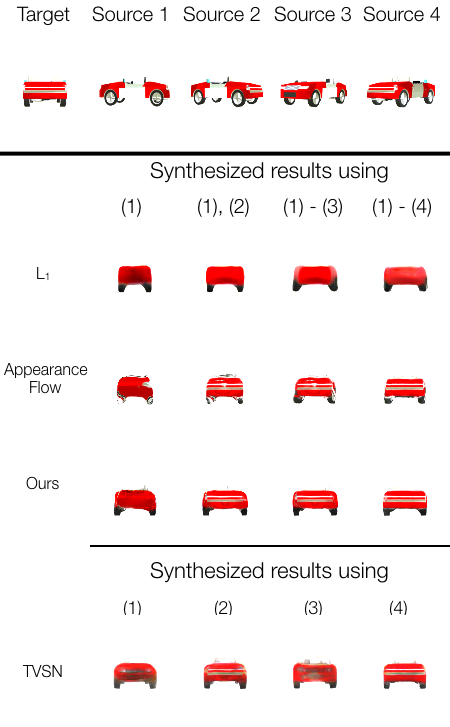 Target Source 1 Source 2 Source 3 Source 4
Synthesized results using
(1) (1), (2) (1) - (3) (1) - (4)
L₁
Appearance
Flow
Ours
Synthesized results using
(1) (2) (3) (4)
TVSN